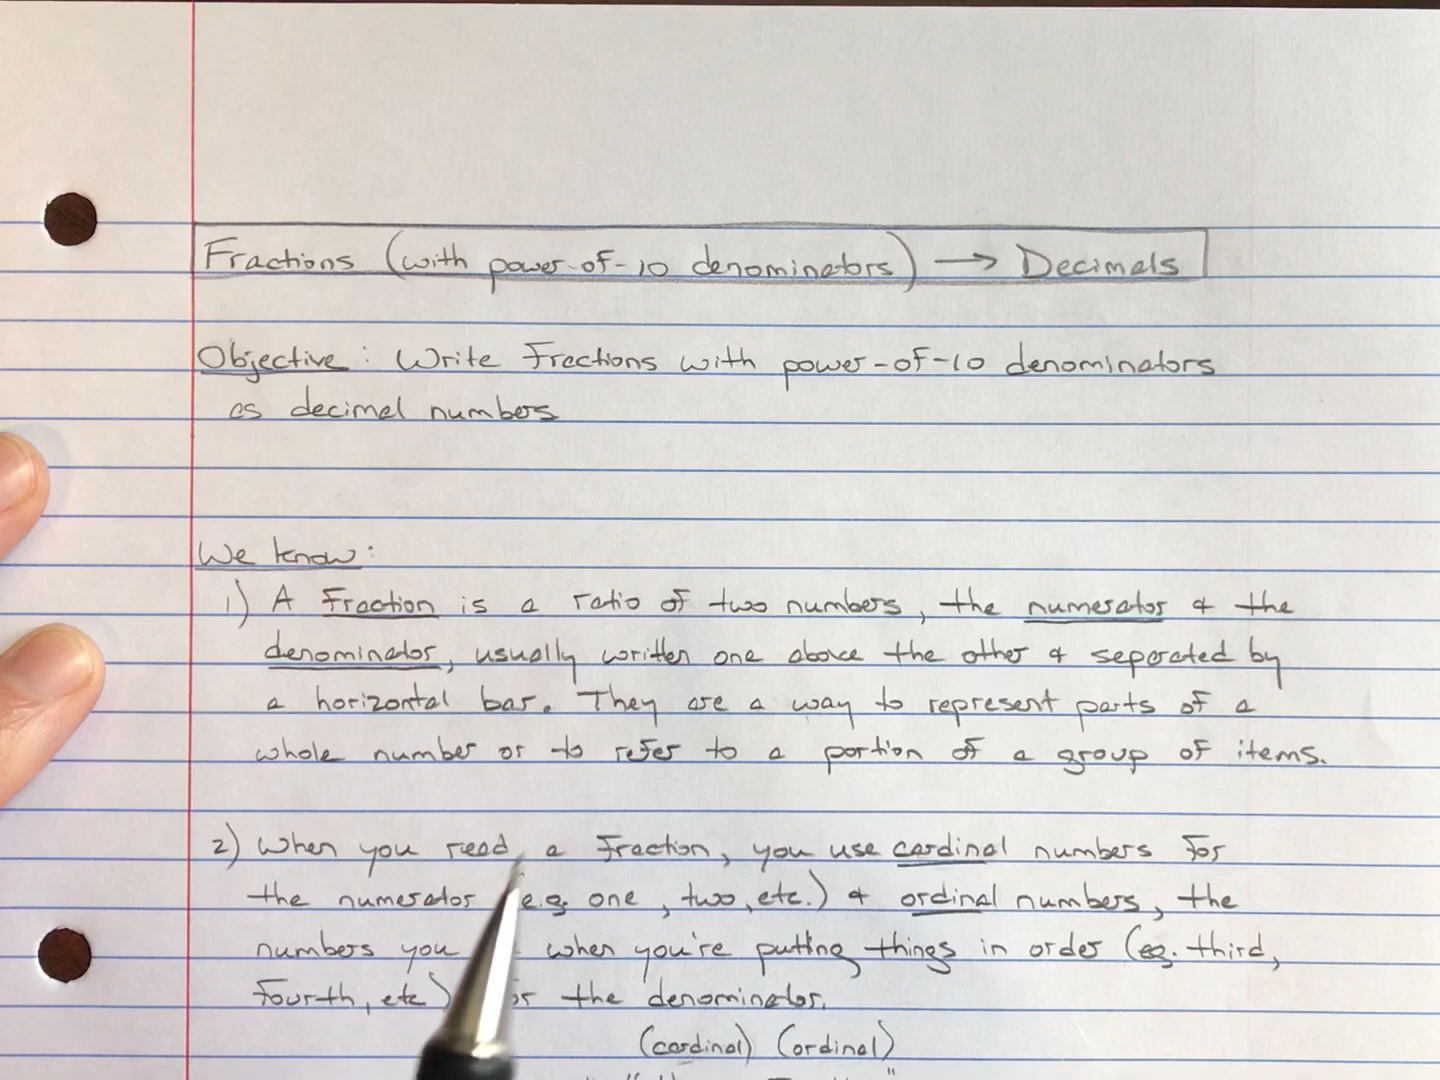 Fractions (with power-of-10 denominators) → Decimals
Objective: Write fractions with power-of-10 denominators
as decimal numbers
We know:
1) A fraction is a ratio of two numbers, the numerator & the
denominator, usually written one above the other & seperated by
a horizontal bar. They are a way to represent parts of a
whole number or to refer to a portion of a group of items.
2) When you read a fraction, you use cardinal numbers for
the numerator (e.g. one, two, etc.) & ordinal numbers, the
numbers you when you're putting things in order (eg. third,
fourth, etc) for the denominator.
(cardinal) (ordinal)